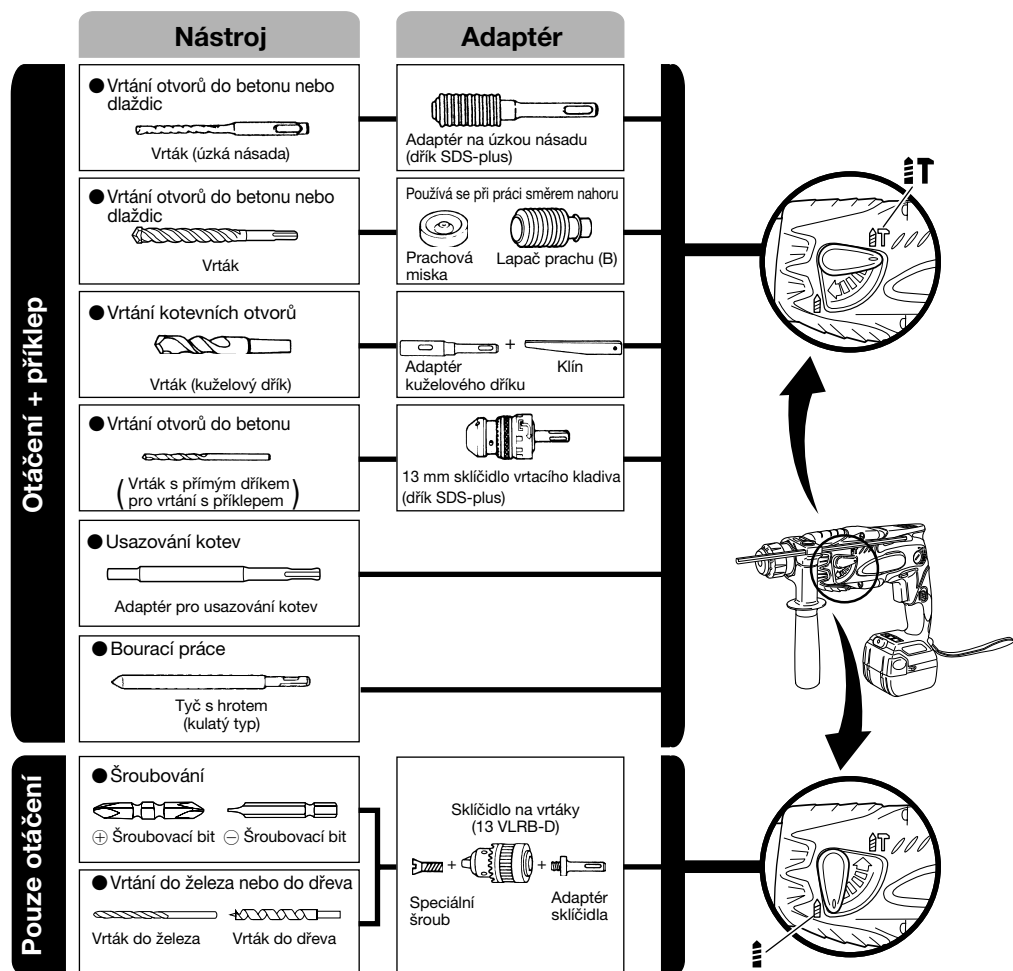 Nástroj
Adaptér
Otáčení + příklep
● Vrtání otvorů do betonu nebo
dlaždic
Vrták (úzká násada)
Adaptér na úzkou násadu
(dřík SDS-plus)
● Vrtání otvorů do betonu nebo
dlaždic
Vrták
Používá se při práci směrem nahoru
Prachová
miska
Lapač prachu (B)
● Vrtání kotevních otvorů
Vrták (kuželový dřík)
+
Adaptér
kuželového dříku
Klín
● Vrtání otvorů do betonu
(Vrták s přímým dříkem
pro vrtání s příklepem)
13 mm sklíčidlo vrtacího kladiva
(dřík SDS-plus)
● Usazování kotev
Adaptér pro usazování kotev
● Bourací práce
Tyč s hrotem
(kulatý typ)
Pouze otáčení
● Šroubování
⊕ Šroubovací bit
⊖ Šroubovací bit
● Vrtání do železa nebo do dřeva
Vrták do železa
Vrták do dřeva
Sklíčidlo na vrtáky
(13 VLRB-D)
+
+
Speciální
šroub
Adaptér
sklíčidla